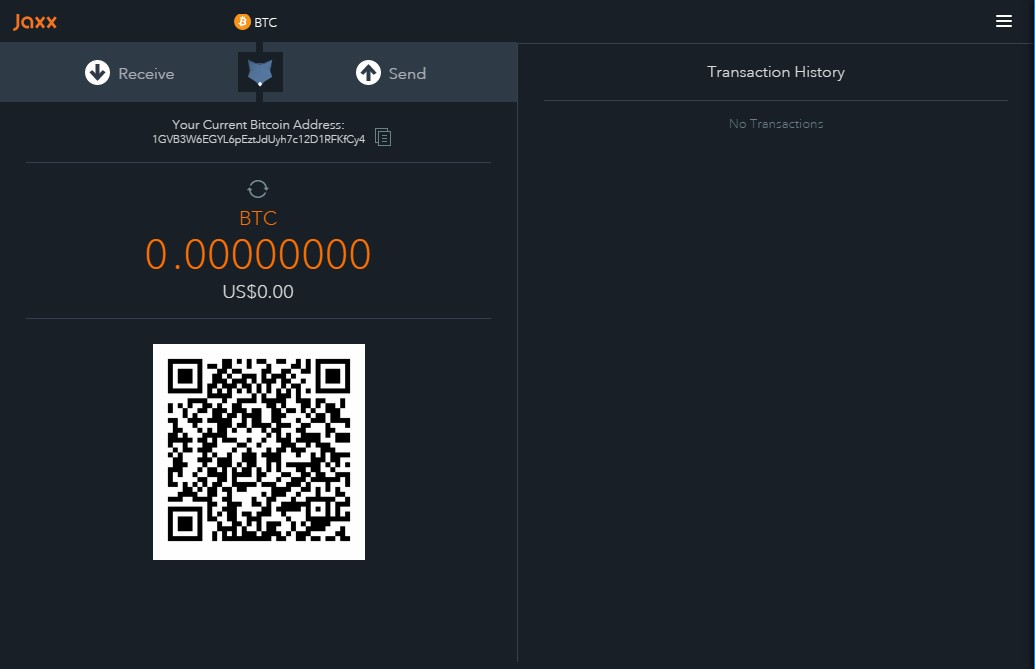 Jaxx
BTC
Receive
Send
Your Current Bitcoin Address:
1GVB3W6EGYL6pEztJdUyh7c12D1RFKfCy4
BTC
0.00000000
US$0.00
Transaction History
No Transactions